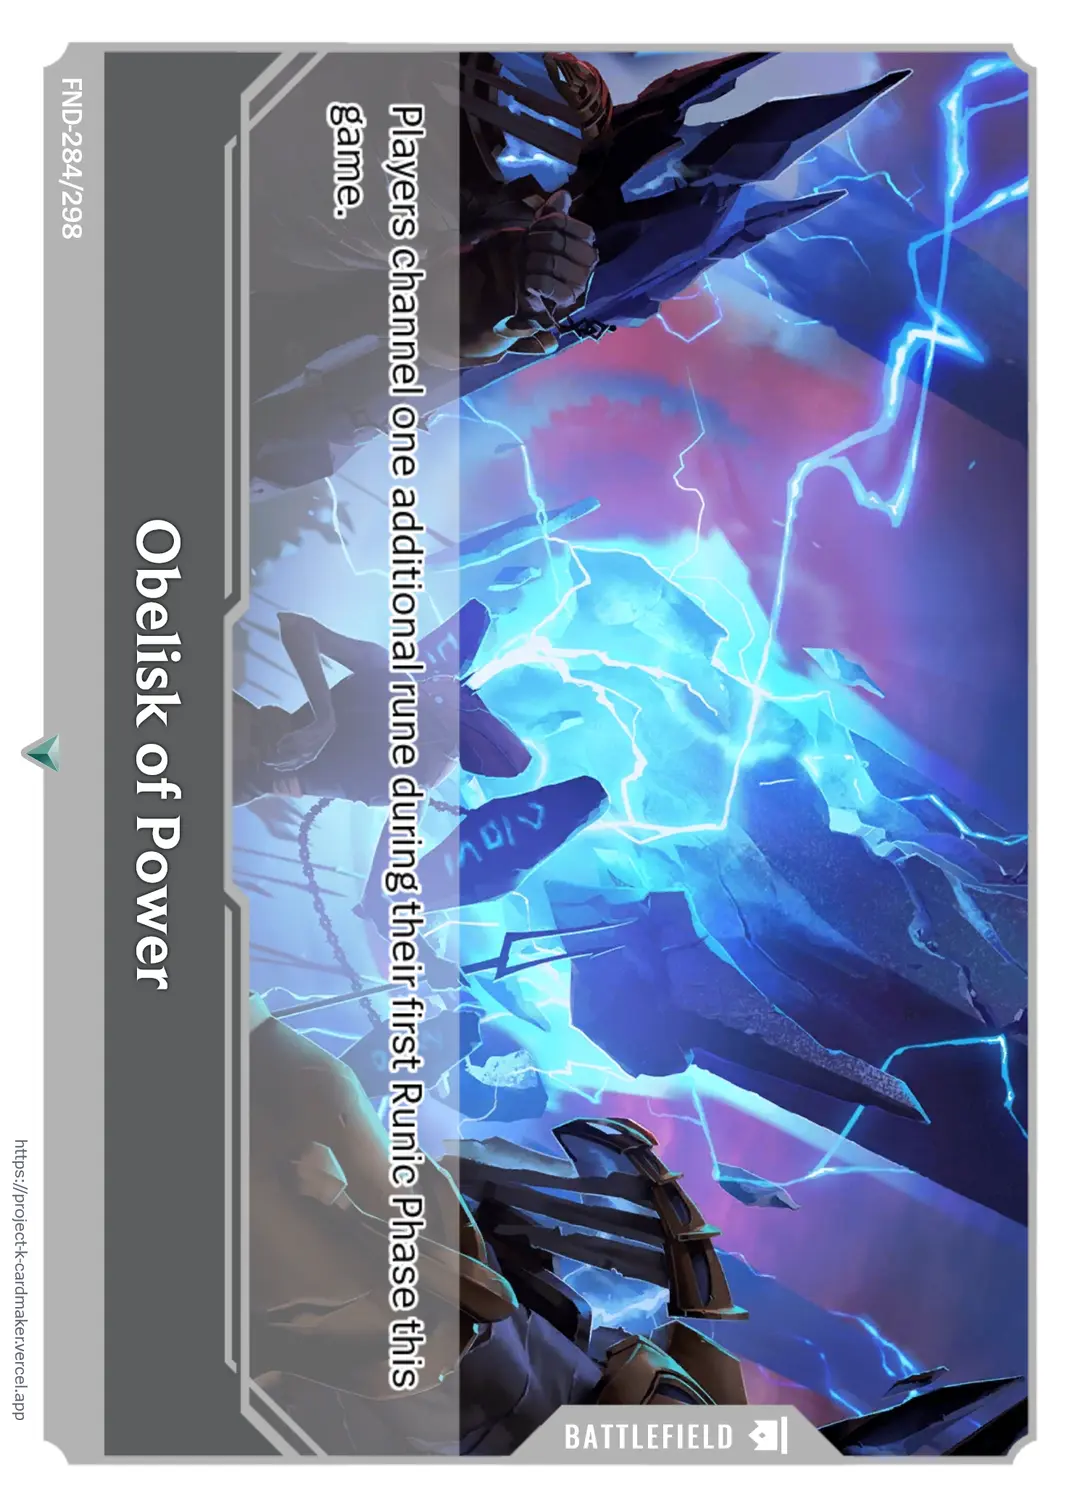 BATTLEFIELD
Players channel one additional rune during their first Runic Phase this
game.
Obelisk of Power
FND-284/298
https://project-k-cardmaker.vercel.app